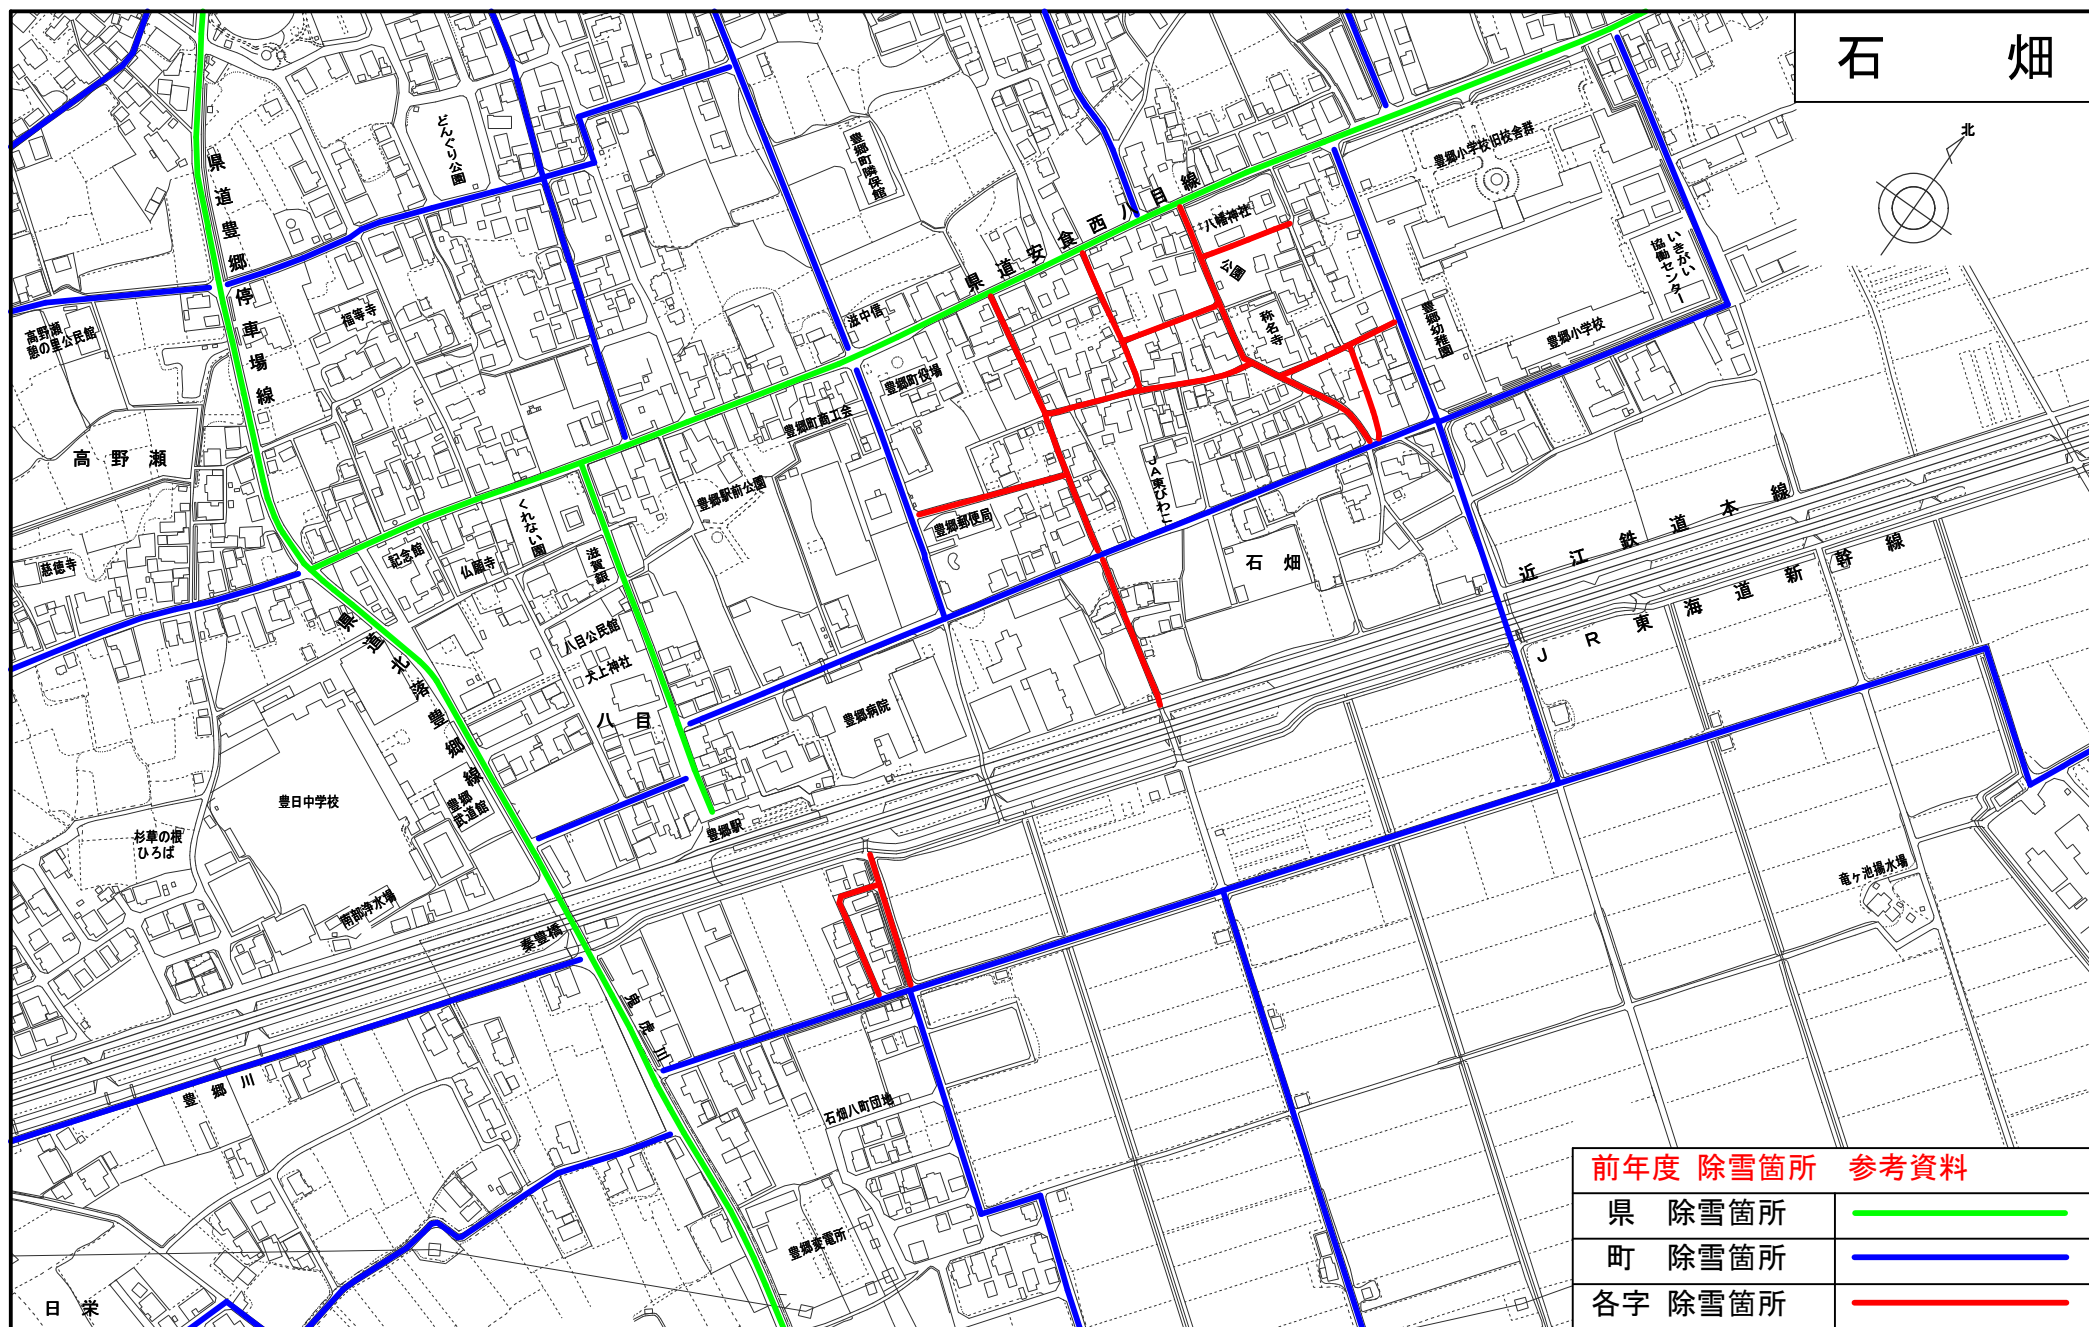 石　畑
北
県道豊郷停車場線
どんぐり公園
豊郷町隣保館
県道安食西八目線
八幡神社
公園
称名寺
豊郷小学校旧校舎群
いきがい
協働センター
豊郷幼稚園
豊郷小学校
高野瀬
憩の里公民館
福等寺
滋中信
豊郷町役場
豊郷町商工会
豊郷駅前公園
高野瀬
くれない園
記念館
仏願寺
滋賀銀
慈徳寺
豊郷郵便局
JA東びわこ
石畑
近江鉄道本線
JR東海道新幹線
県道北落豊郷線
八目公民館
犬上神社
八目
豊郷病院
豊郷駅
豊日中学校
豊郷
武道館
杉草の根
ひろば
南部浄水場
秦豊橋
竜ヶ池揚水場
豊郷川
石畑八町団地
豊郷変電所
日栄
前年度 除雪箇所　参考資料
県　除雪箇所
町　除雪箇所
各字 除雪箇所